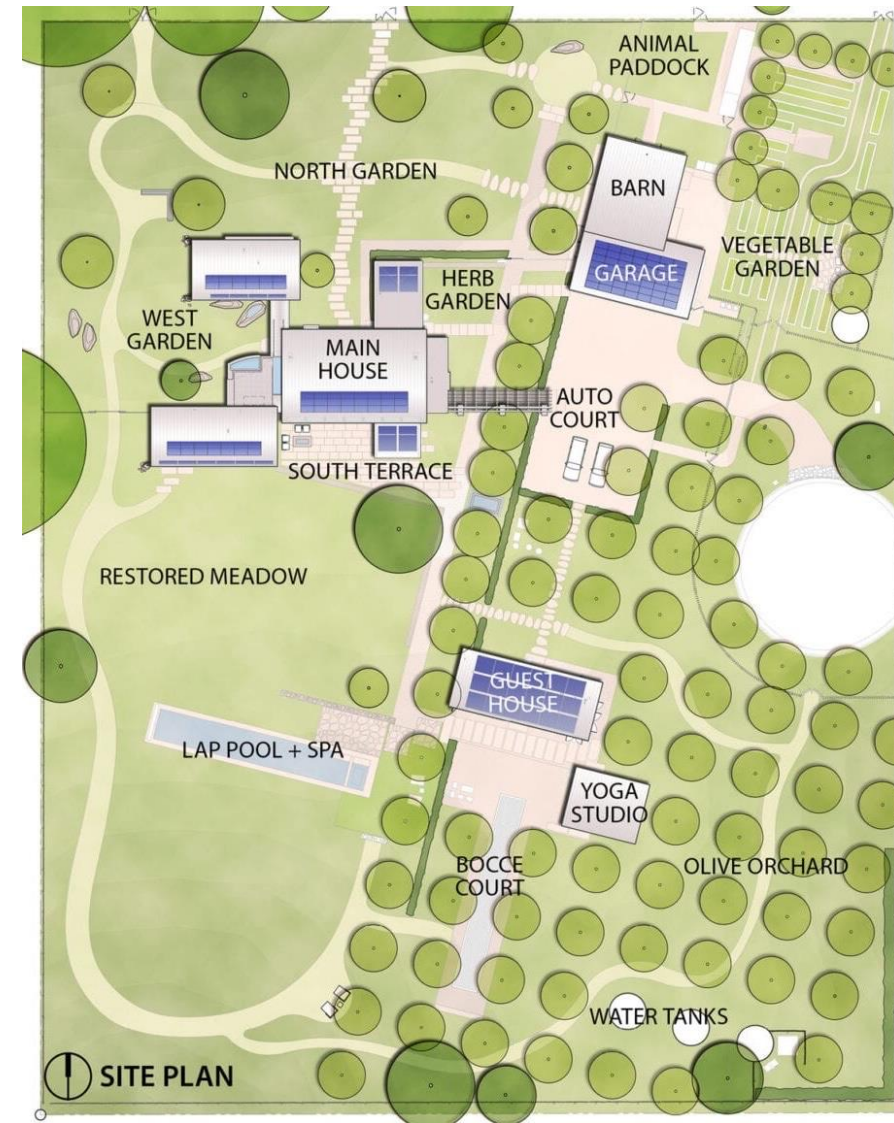 ANIMAL
PADDOCK
NORTH GARDEN
BARN
VEGETABLE
GARDEN
GARAGE
HERB
GARDEN
WEST
GARDEN
MAIN
HOUSE
AUTO
COURT
SOUTH TERRACE
RESTORED MEADOW
GUEST
HOUSE
LAP POOL + SPA
YOGA
STUDIO
BOCCE
COURT
OLIVE ORCHARD
WATER TANKS
SITE PLAN